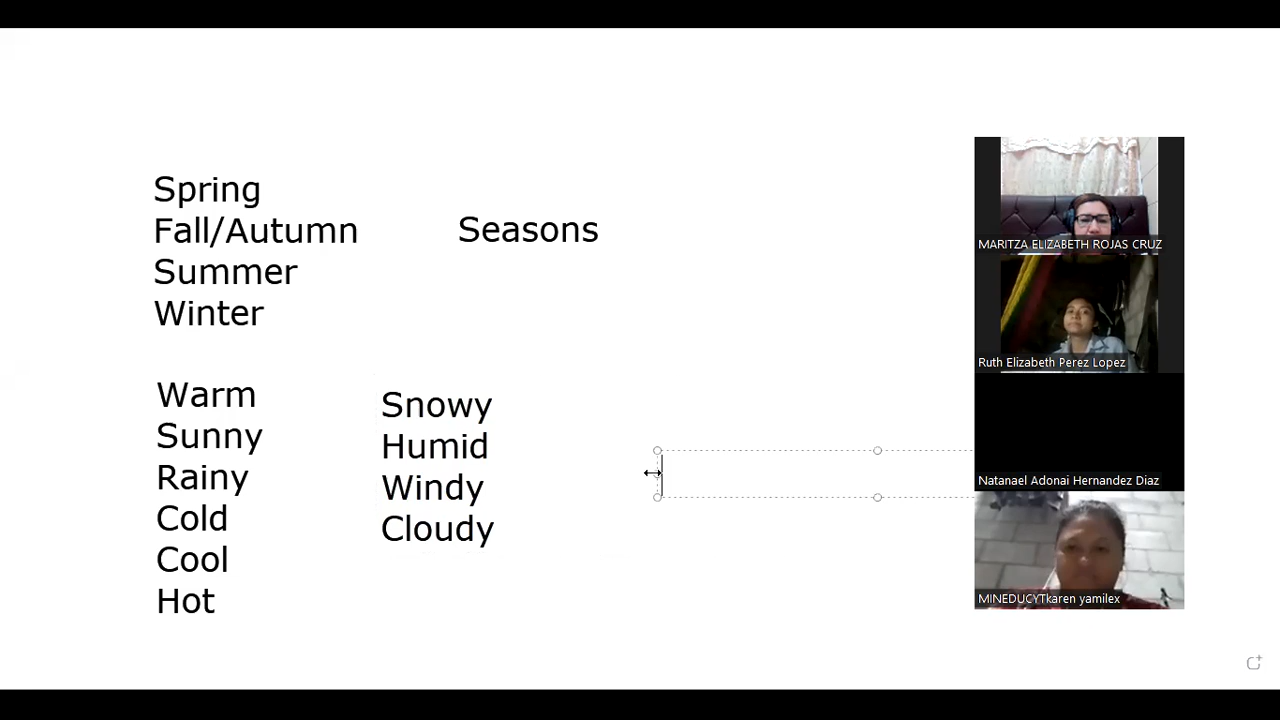 Spring
Fall/Autumn
Summer
Winter
Seasons
Warm
Sunny
Rainy
Cold
Cool
Hot
Snowy
Humid
Windy
Cloudy
MARITZA ELIZABETH ROJAS CRUZ
Ruth Elizabeth Perez Lopez
Natanael Adonai Hernandez Diaz
MINEDUCYTkaren yamilex